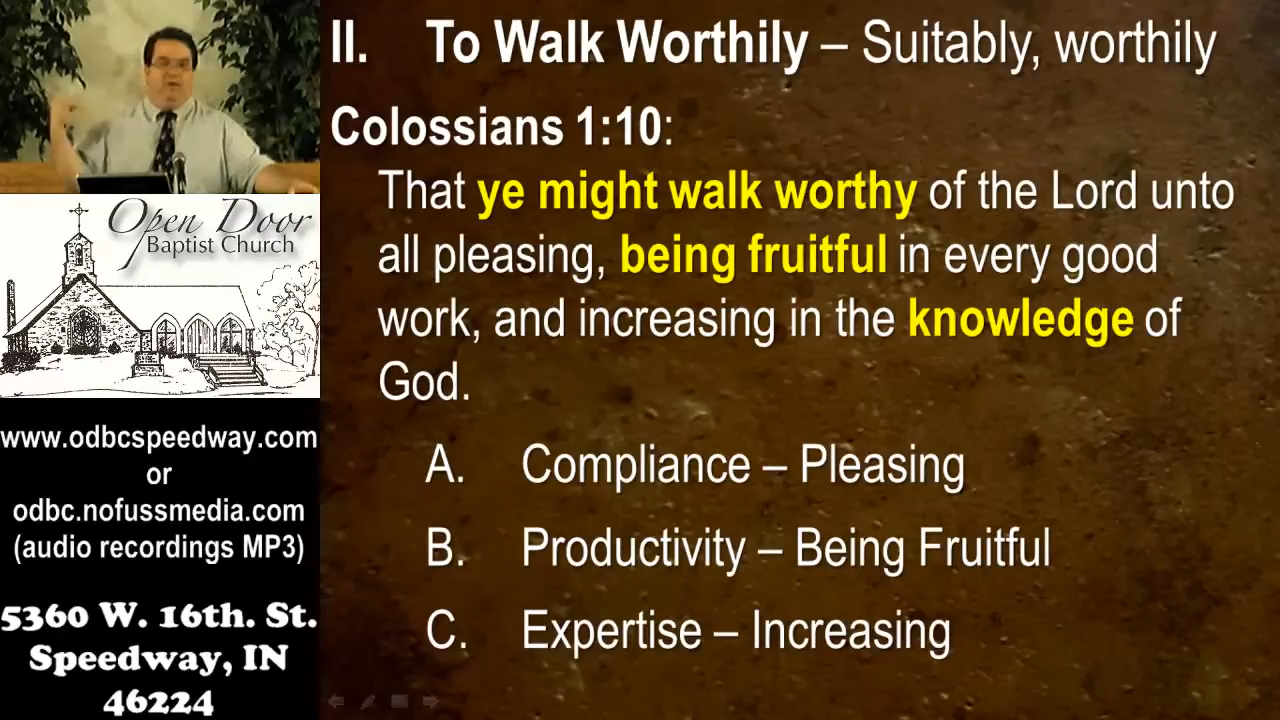 II. To Walk Worthily – Suitably, worthily
Colossians 1:10:
That ye might walk worthy of the Lord unto
all pleasing, being fruitful in every good
work, and increasing in the knowledge of
God.
A. Compliance – Pleasing
B. Productivity – Being Fruitful
C. Expertise – Increasing
Open Door
Baptist Church
www.odbcspeedway.com
or
odbc.nofussmedia.com
(audio recordings MP3)
5360 W. 16th. St.
Speedway, IN
46224